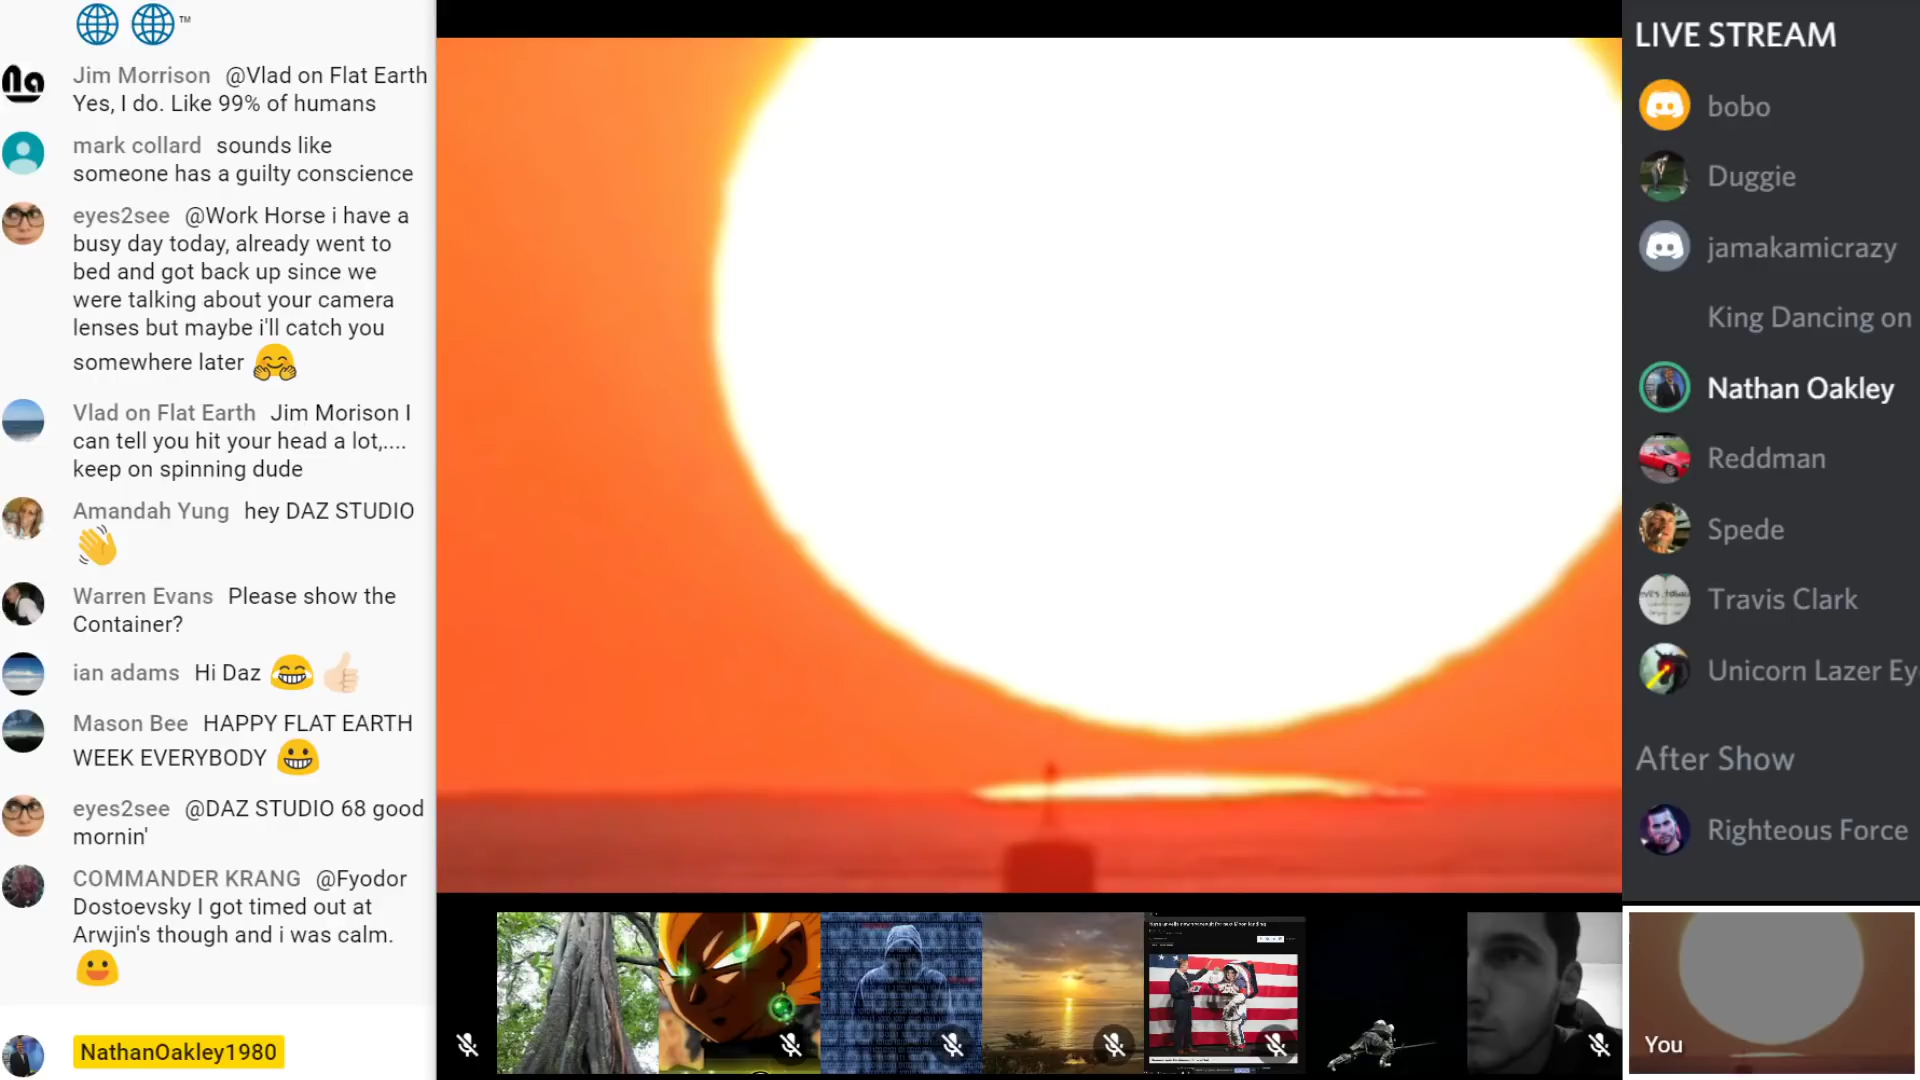 ™
Jim Morrison @Vlad on Flat Earth
Yes, I do. Like 99% of humans
mark collard sounds like
someone has a guilty conscience
eyes2see @Work Horse i have a
busy day today, already went to
bed and got back up since we
were talking about your camera
lenses but maybe i'll catch you
somewhere later
Vlad on Flat Earth Jim Morison I
can tell you hit your head a lot,....
keep on spinning dude
Amandah Yung hey DAZ STUDIO
Warren Evans Please show the
Container?
ian adams Hi Daz
Mason Bee HAPPY FLAT EARTH
WEEK EVERYBODY
eyes2see @DAZ STUDIO 68 good
mornin'
COMMANDER KRANG @Fyodor
Dostoevsky I got timed out at
Arwjin's though and i was calm.
NathanOakley1980
LIVE STREAM
bobo
Duggie
jamakamicrazy
King Dancing on
Nathan Oakley
Reddman
Spede
Travis Clark
Unicorn Lazer Ey
After Show
Righteous Force
You